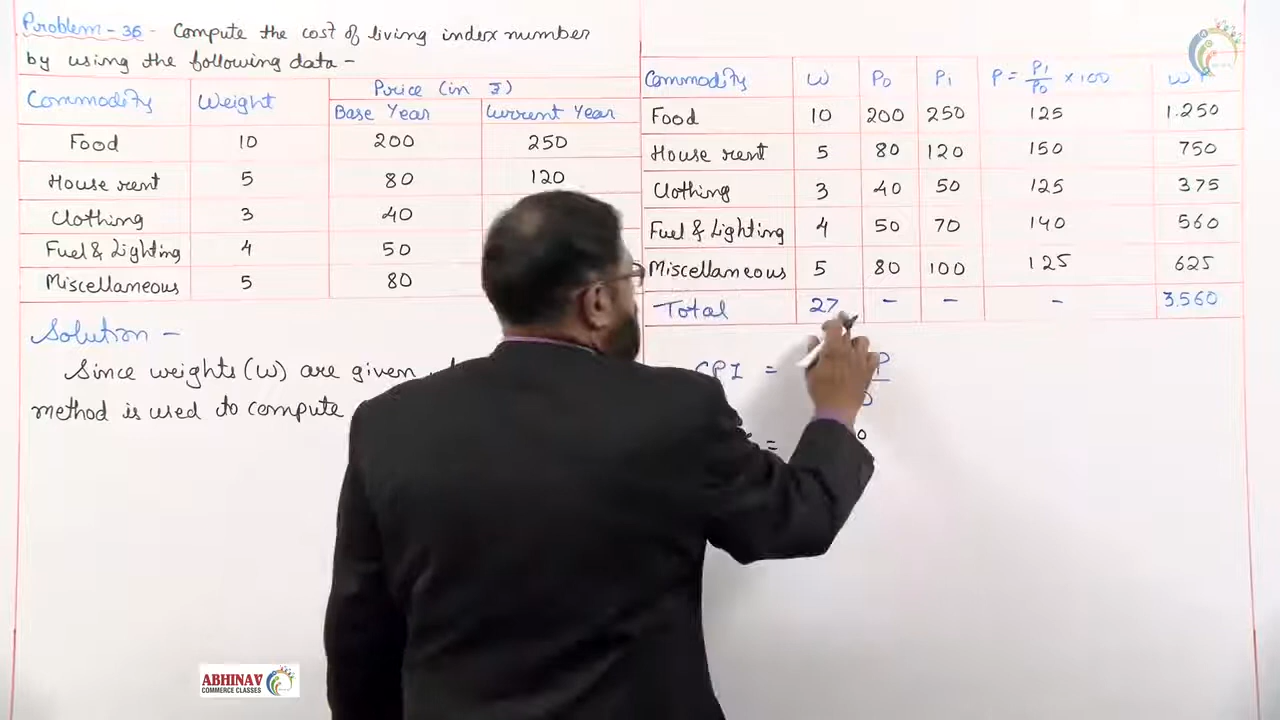 Problem-36 - Compute the cost of living index number
by using the following data -
Commodity Weight Price (in ₹)
Base Year Current Year
Food 10 200 250
House rent 5 80 120
Clothing 3 40
Fuel & Lighting 4 50
Miscellaneous 5 80
Solution -
Since weights (W) are given,
method is used to compute
Commodity W P0 P1 P = P1/P0 × 100 W
Food 10 200 250 125 1,250
House rent 5 80 120 150 750
Clothing 3 40 50 125 375
Fuel & Lighting 4 50 70 140 560
Miscellaneous 5 80 100 125 625
Total 27 - - - 3,560
CPI = P
=
ABHINAV
COMMERCE CLASSES